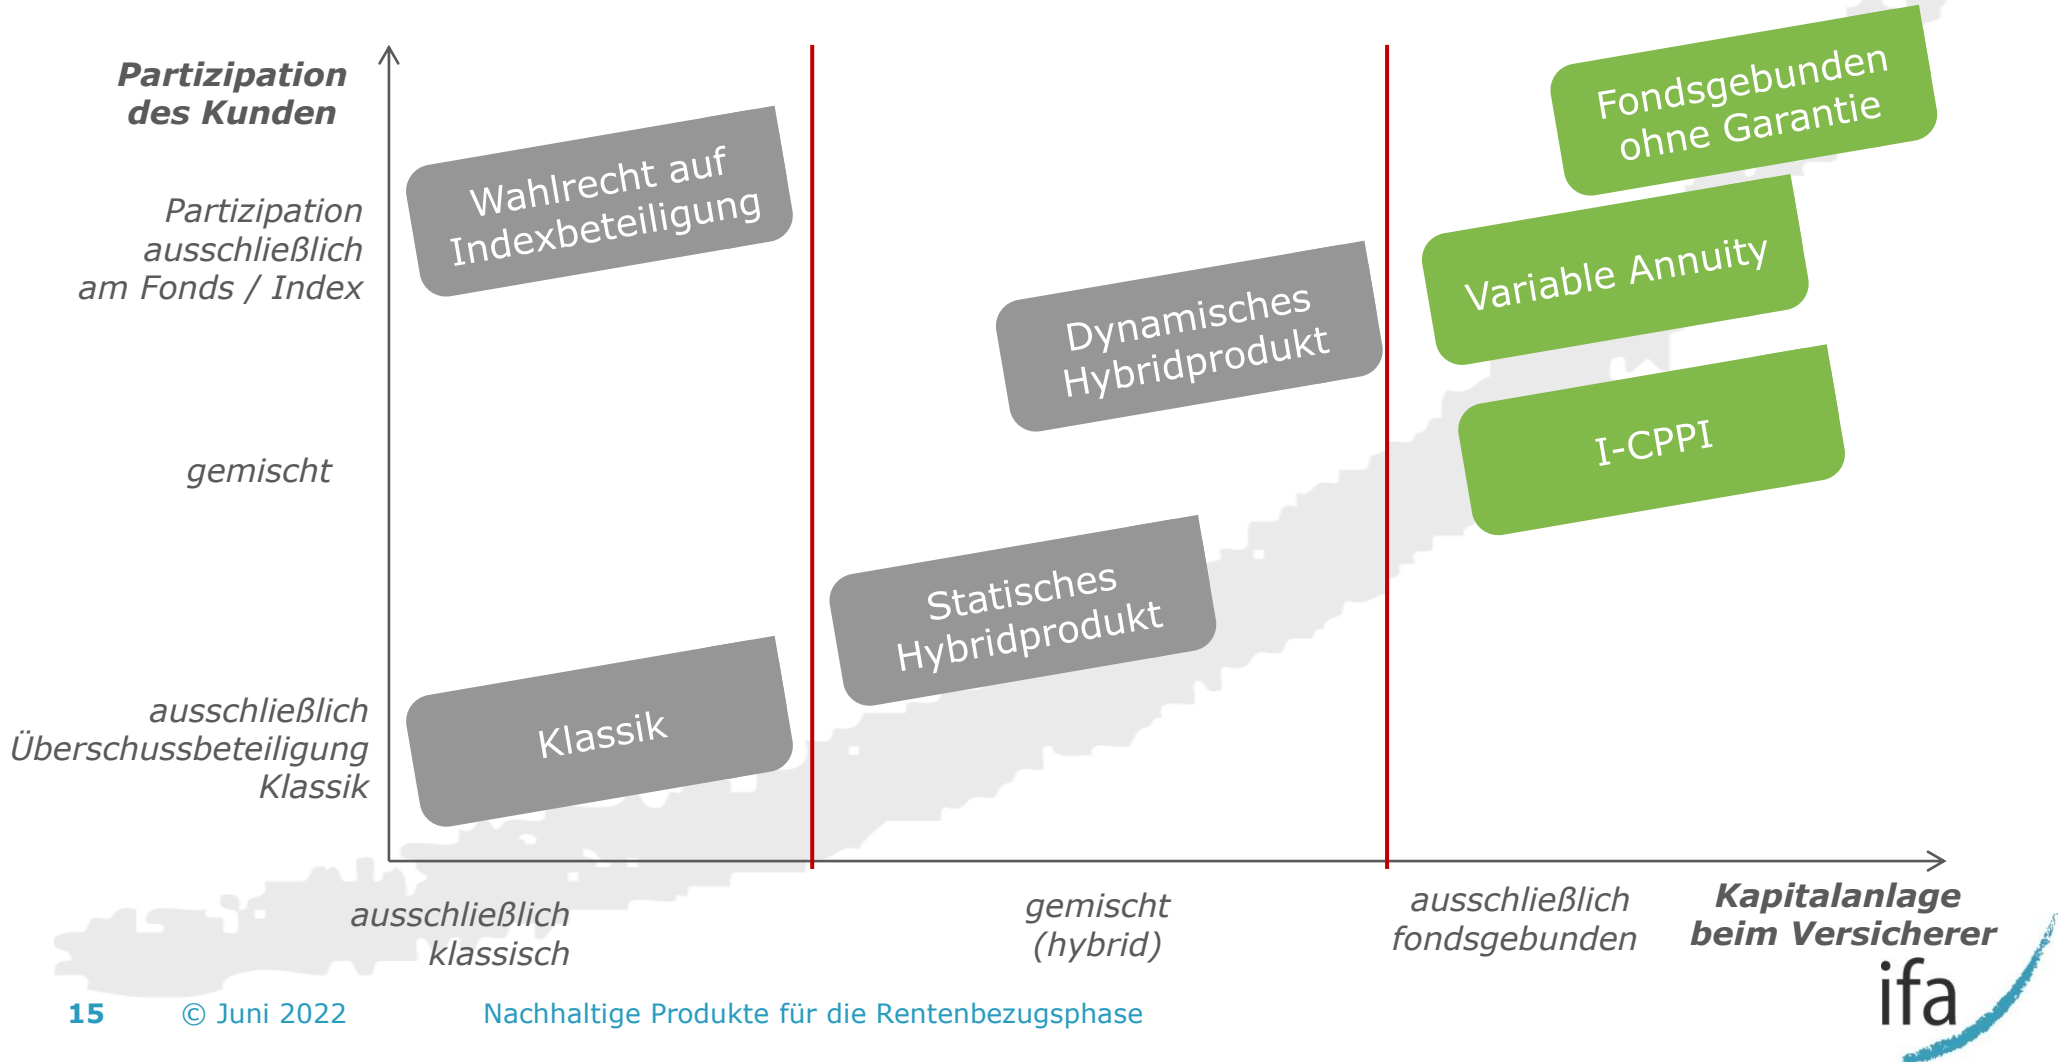 Partizipation
des Kunden
Partizipation
ausschließlich
am Fonds / Index
gemischt
ausschließlich
Überschussbeteiligung
Klassik
Wahlrecht auf
Indexbeteiligung
Klassik
Statisches
Hybridprodukt
Dynamisches
Hybridprodukt
Fondsgebunden
ohne Garantie
Variable Annuity
I-CPPI
ausschließlich
klassisch
gemischt
(hybrid)
ausschließlich
fondsgebunden
Kapitalanlage
beim Versicherer
15 © Juni 2022 Nachhaltige Produkte für die Rentenbezugsphase
ifa